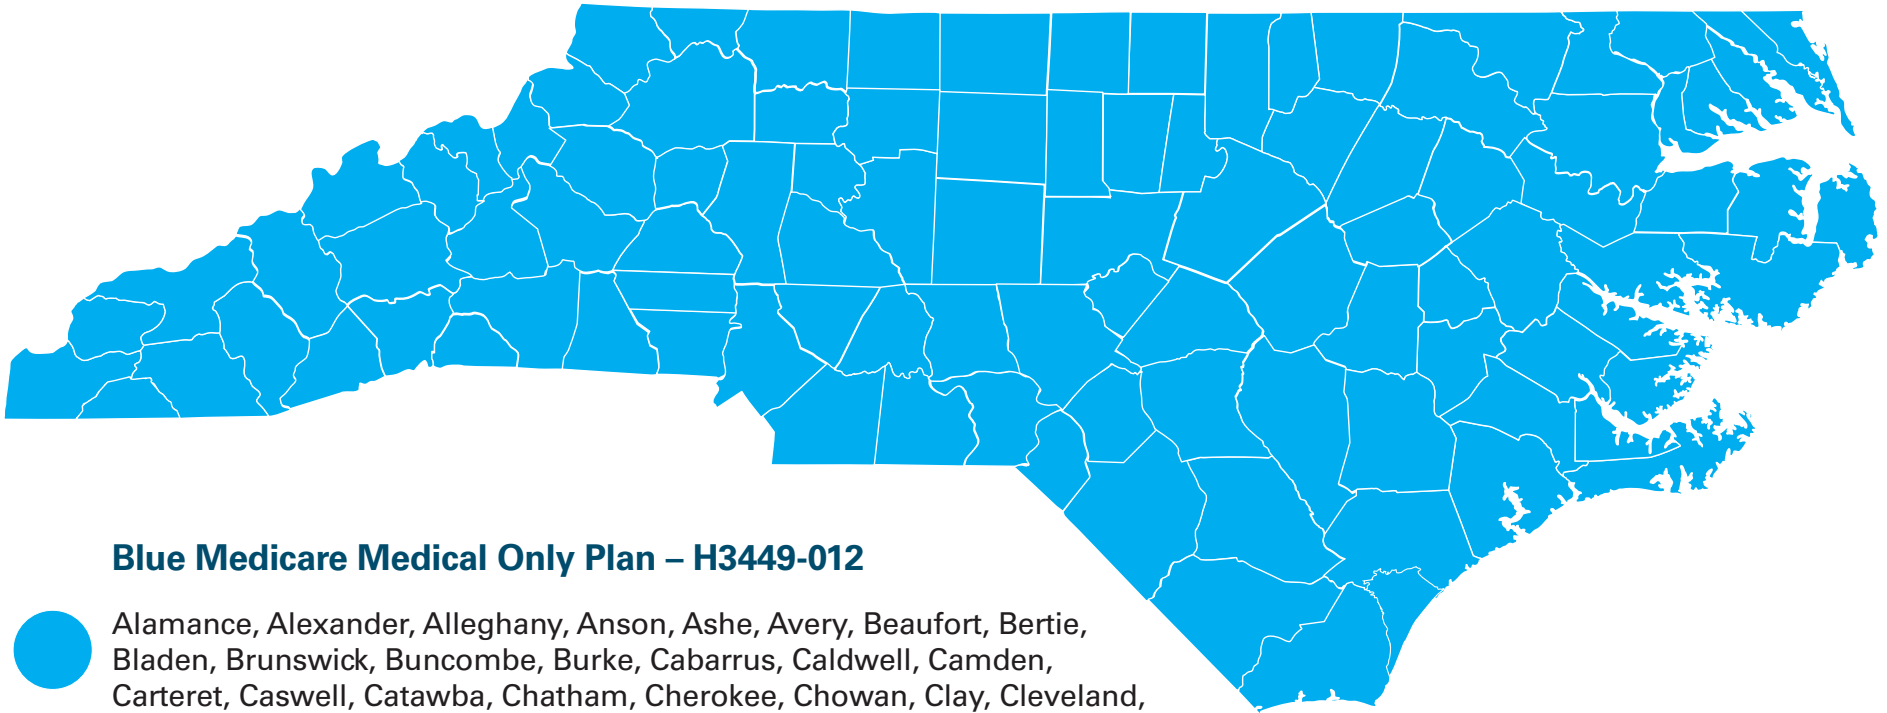 Blue Medicare Medical Only Plan – H3449-012
Alamance, Alexander, Alleghany, Anson, Ashe, Avery, Beaufort, Bertie,
Bladen, Brunswick, Buncombe, Burke, Cabarrus, Caldwell, Camden,
Carteret, Caswell, Catawba, Chatham, Cherokee, Chowan, Clay, Cleveland,